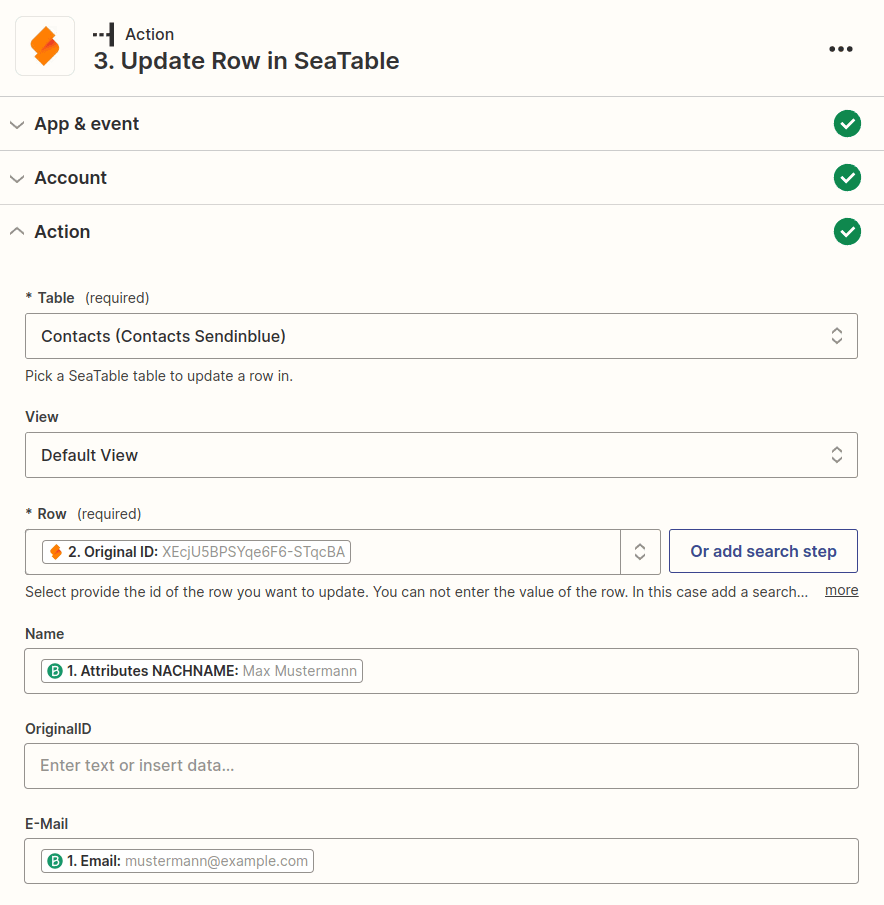 Action
3. Update Row in SeaTable
App & event
Account
Action
* Table (required)
Contacts (Contacts Sendinblue)
Pick a SeaTable table to update a row in.
View
Default View
* Row (required)
2. Original ID: XEcjU5BPSYqe6F6-STqcBA
Or add search step
Select provide the id of the row you want to update. You can not enter the value of the row. In this case add a search... more
Name
B 1. Attributes NACHNAME: Max Mustermann
OriginalID
Enter text or insert data...
E-Mail
B 1. Email: mustermann@example.com